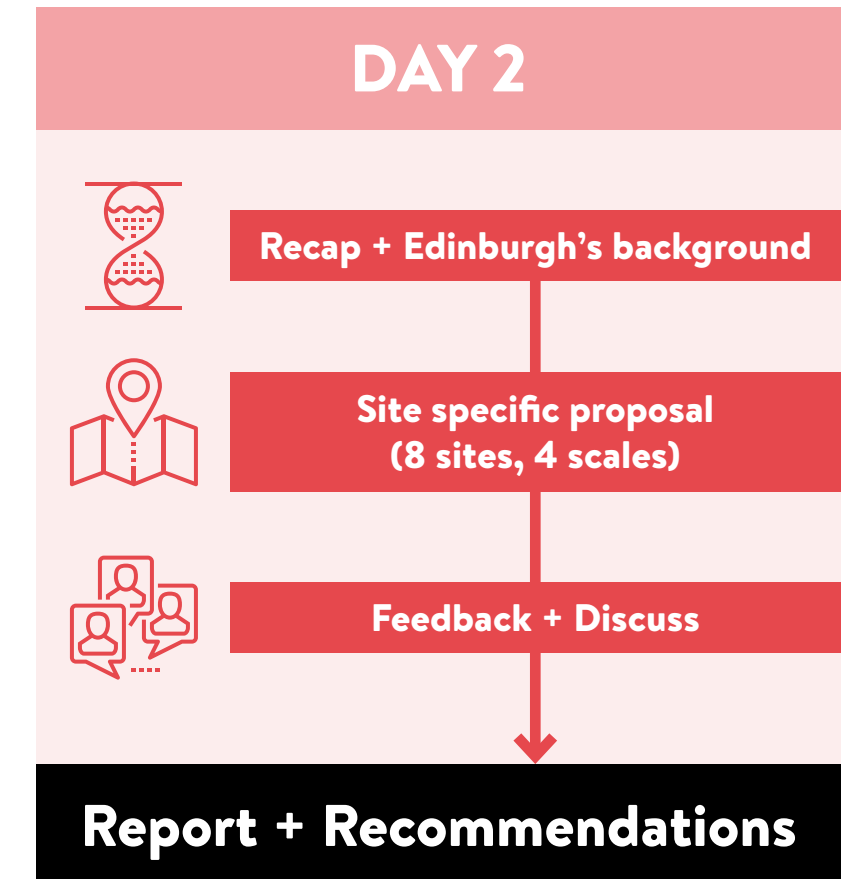 DAY 2
Recap + Edinburgh’s background
Site specific proposal
(8 sites, 4 scales)
Feedback + Discuss
Report + Recommendations